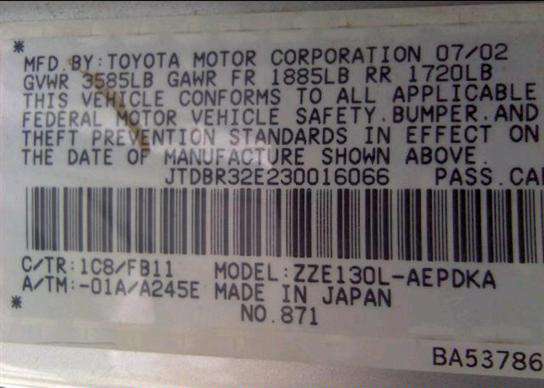 *
MFD.BY:TOYOTA MOTOR CORPORATION 07/02
GVWR 3585LB GAWR FR 1885LB RR 1720LB
THIS VEHICLE CONFORMS TO ALL APPLICABLE
FEDERAL MOTOR VEHICLE SAFETY.BUMPER.AND
THEFT PREVENTION STANDARDS IN EFFECT ON
THE DATE OF MANUFACTURE SHOWN ABOVE.
JTDBR32E230016066 PASS.CA
C/TR:1C8/FB11 MODEL:ZZE130L-AEPDKA
A/TM:-01A/A245E MADE IN JAPAN
* NO.871
BA53786